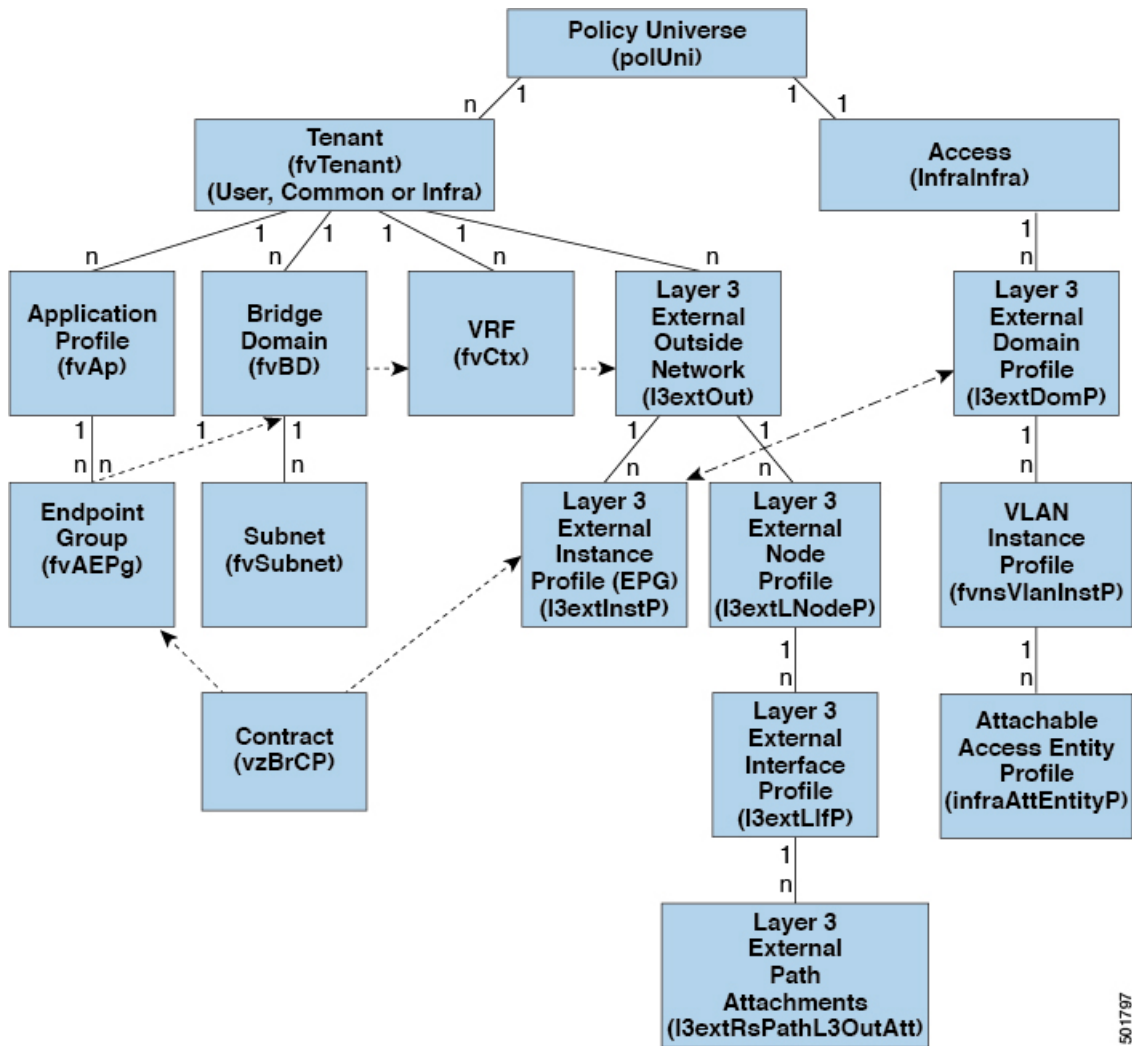 Policy Universe
(polUni)
n
1
1
1
Tenant
(fvTenant)
(User, Common or Infra)
Access
(InfraInfra)
n
1
n
1
1
n
1
n
1
n
Application
Profile
(fvAp)
Bridge
Domain
(fvBD)
VRF
(fvCtx)
Layer 3
External
Outside
Network
(l3extOut)
Layer 3
External
Domain
Profile
(l3extDomP)
1
n
n
1
1
n
1
n
1
n
1
n
Endpoint
Group
(fvAEPg)
Subnet
(fvSubnet)
Layer 3
External
Instance
Profile (EPG)
(l3extInstP)
Layer 3
External
Node
Profile
(l3extLNodeP)
VLAN
Instance
Profile
(fvnsVlanInstP)
1
n
1
n
Contract
(vzBrCP)
Layer 3
External
Interface
Profile
(l3extLIfP)
Attachable
Access Entity
Profile
(infraAttEntityP)
1
n
Layer 3
External
Path
Attachments
(l3extRsPathL3OutAtt)
501797